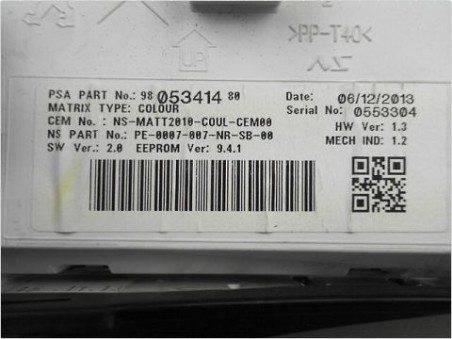 >PP-T40<
PSA PART No.: 98 053414 80
MATRIX TYPE: COLOUR
CEM No. : NS-MATT2010-COUL-CEM00
NS PART No.: PE-0007-007-NR-SB-00
SW Ver.: 2.0 EEPROM Ver: 9.4.1
Date: 06/12/2013
Serial No: 0553304
HW Ver: 1.3
MECH IND: 1.2